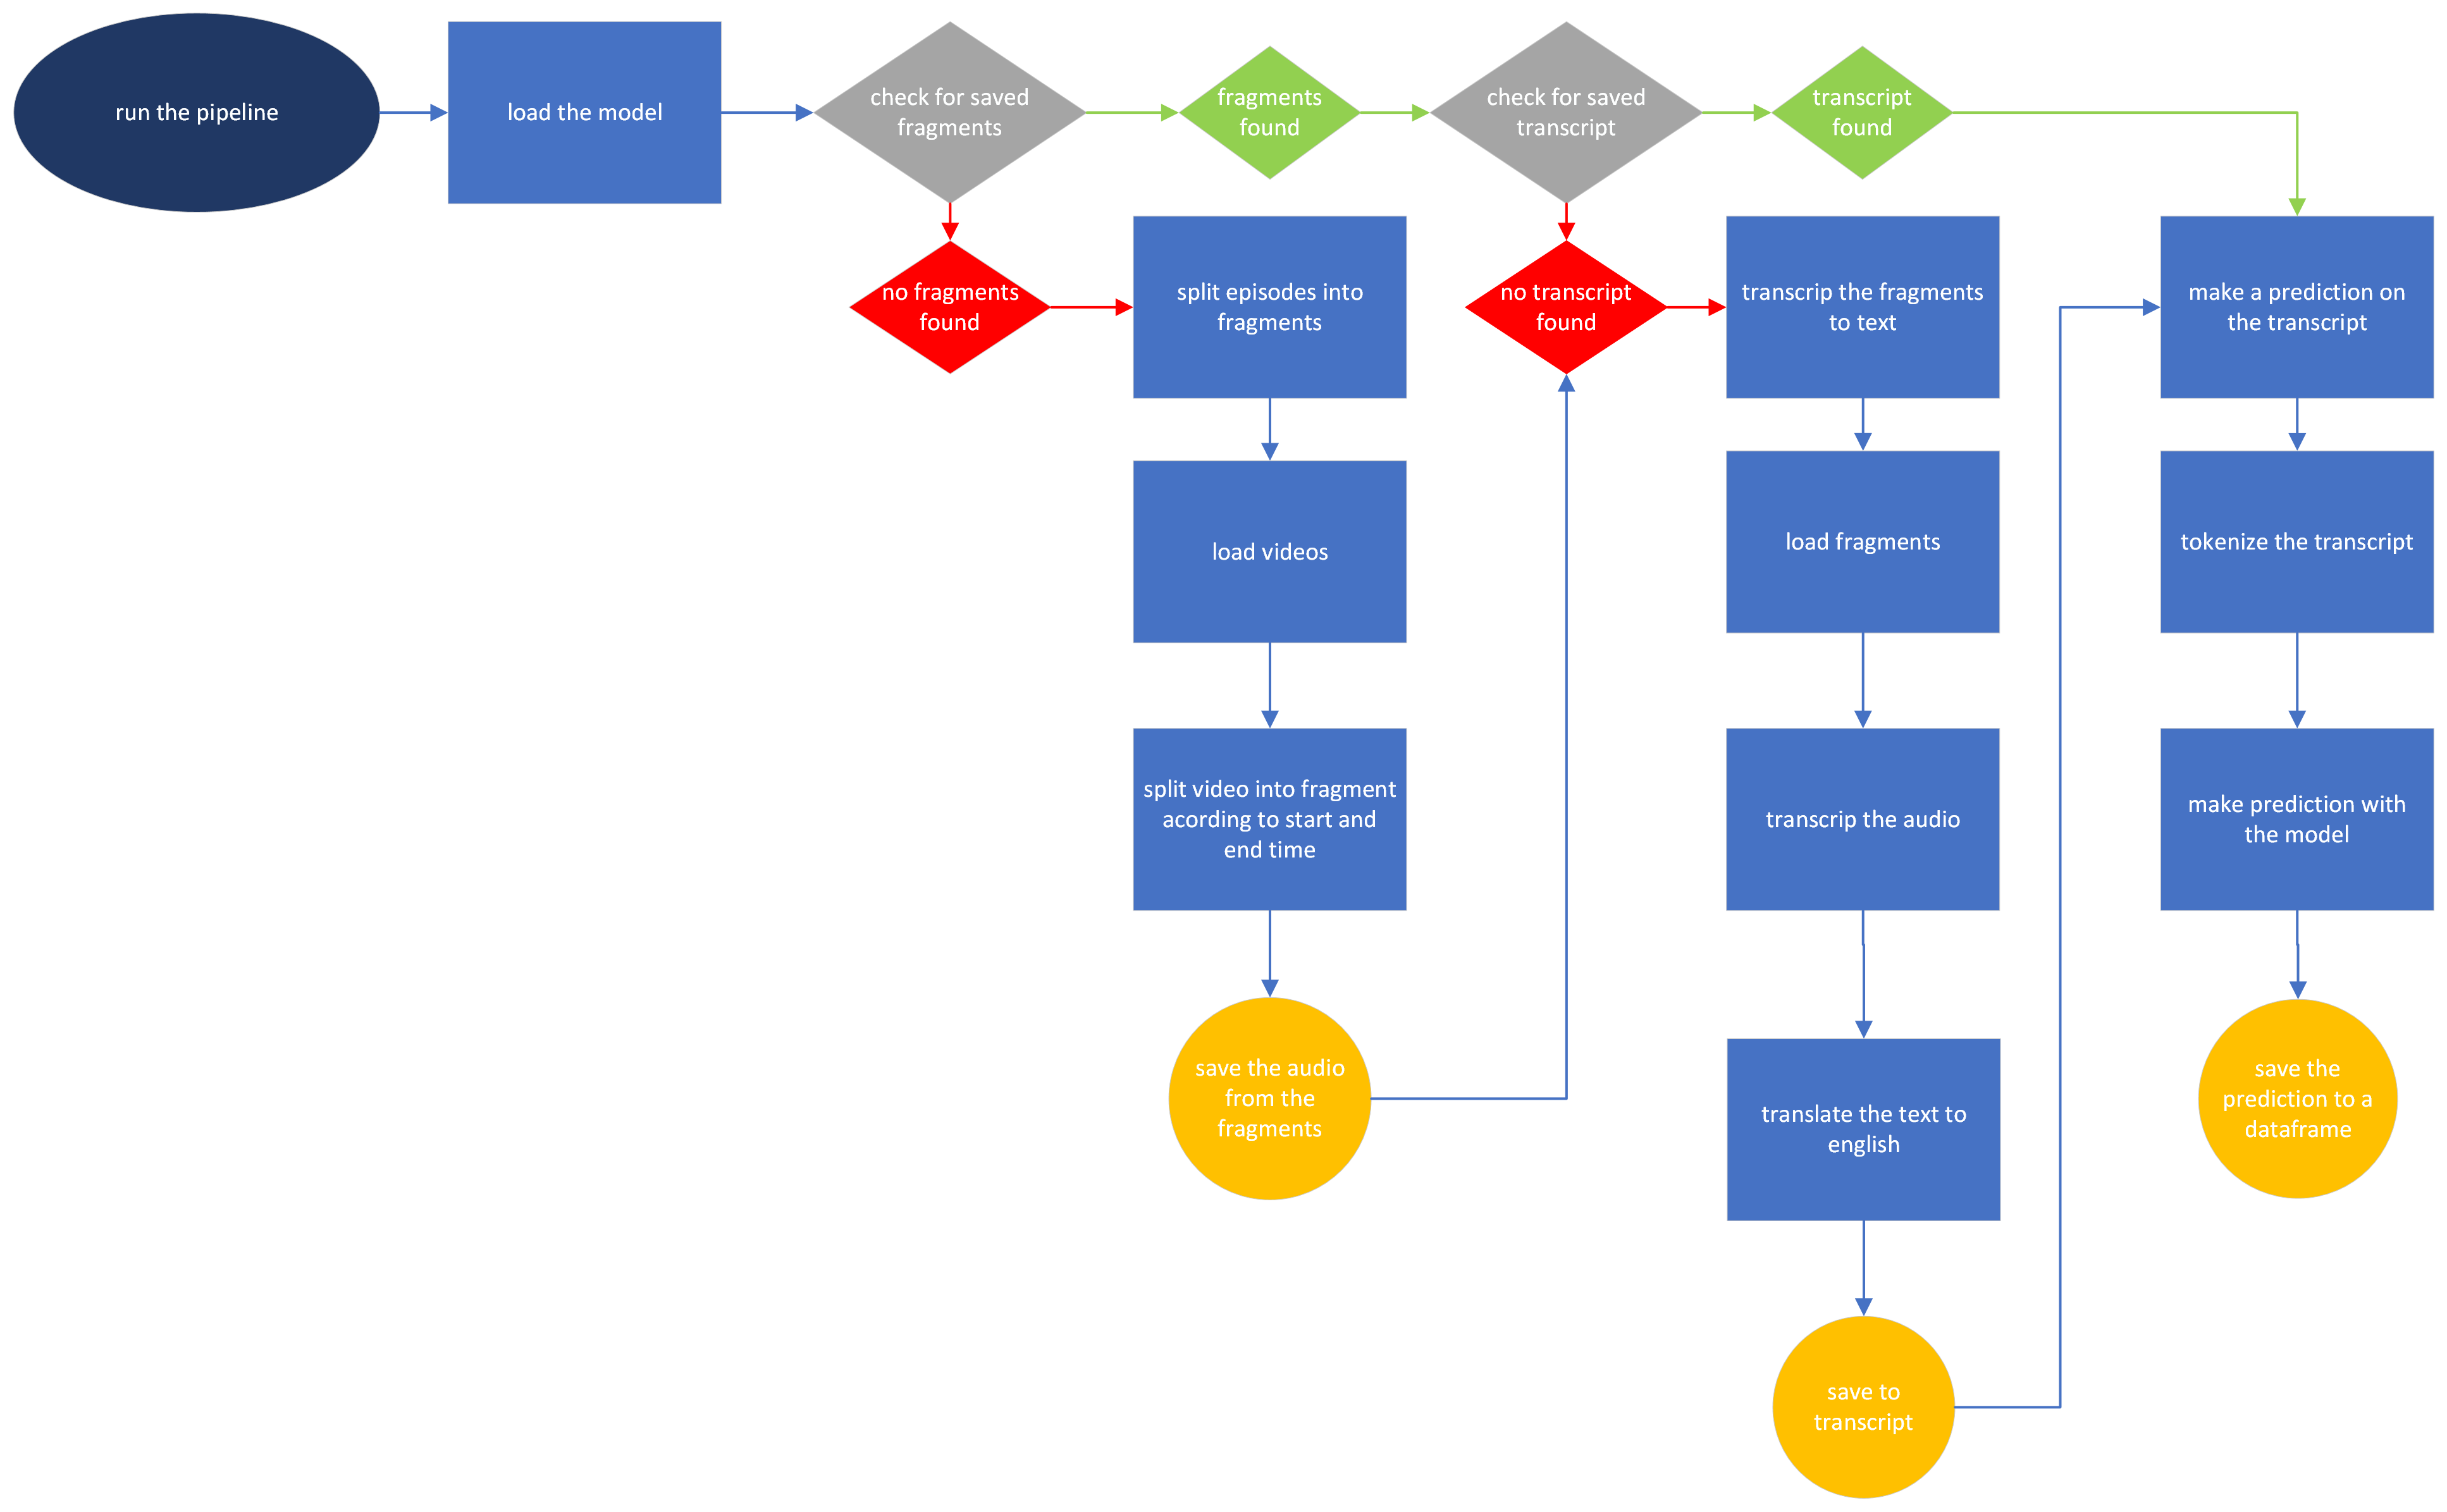 run the pipeline
load the model
check for saved
fragments
fragments
found
check for saved
transcript
transcript
found
no fragments
found
split episodes into
fragments
no transcript
found
transcrip the fragments
to text
make a prediction on
the transcript
load videos
load fragments
tokenize the transcript
split video into fragment
acording to start and
end time
transcrip the audio
make prediction with
the model
save the audio
from the
fragments
translate the text to
english
save the
prediction to a
dataframe
save to
transcript